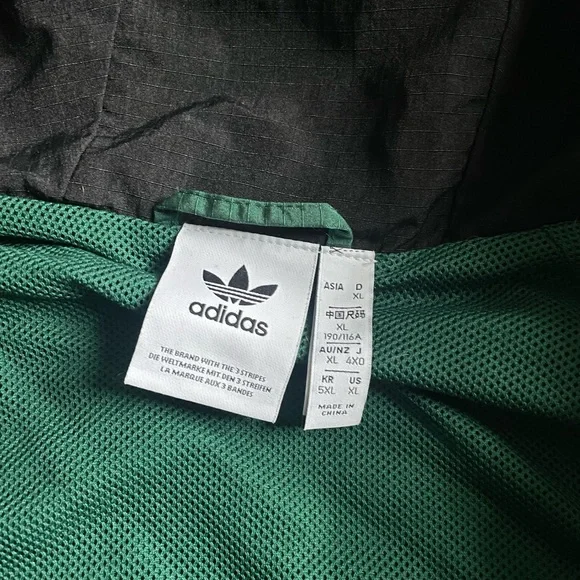 adidas
THE BRAND WITH THE 3 STRIPES
DIE WELTMARKE MIT DEN 3 STREIFEN
LA MARQUE AUX 3 BANDES
ASIA D
XL
中国尺码
XL
190/116A
AU/NZ J
XL 4XO
KR US
5XL XL
MADE IN
CHINA